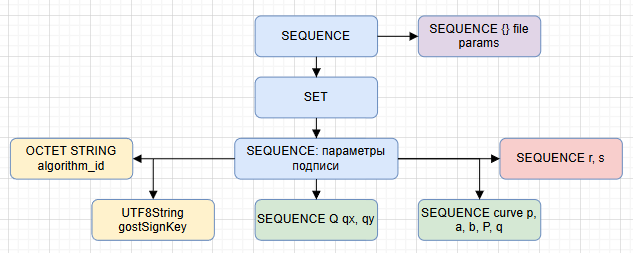 SEQUENCE
SEQUENCE {} file
params
SET
OCTET STRING
algorithm_id
SEQUENCE: параметры
подписи
SEQUENCE r, s
UTF8String
gostSignKey
SEQUENCE Q qx, qy
SEQUENCE curve p,
a, b, P, q